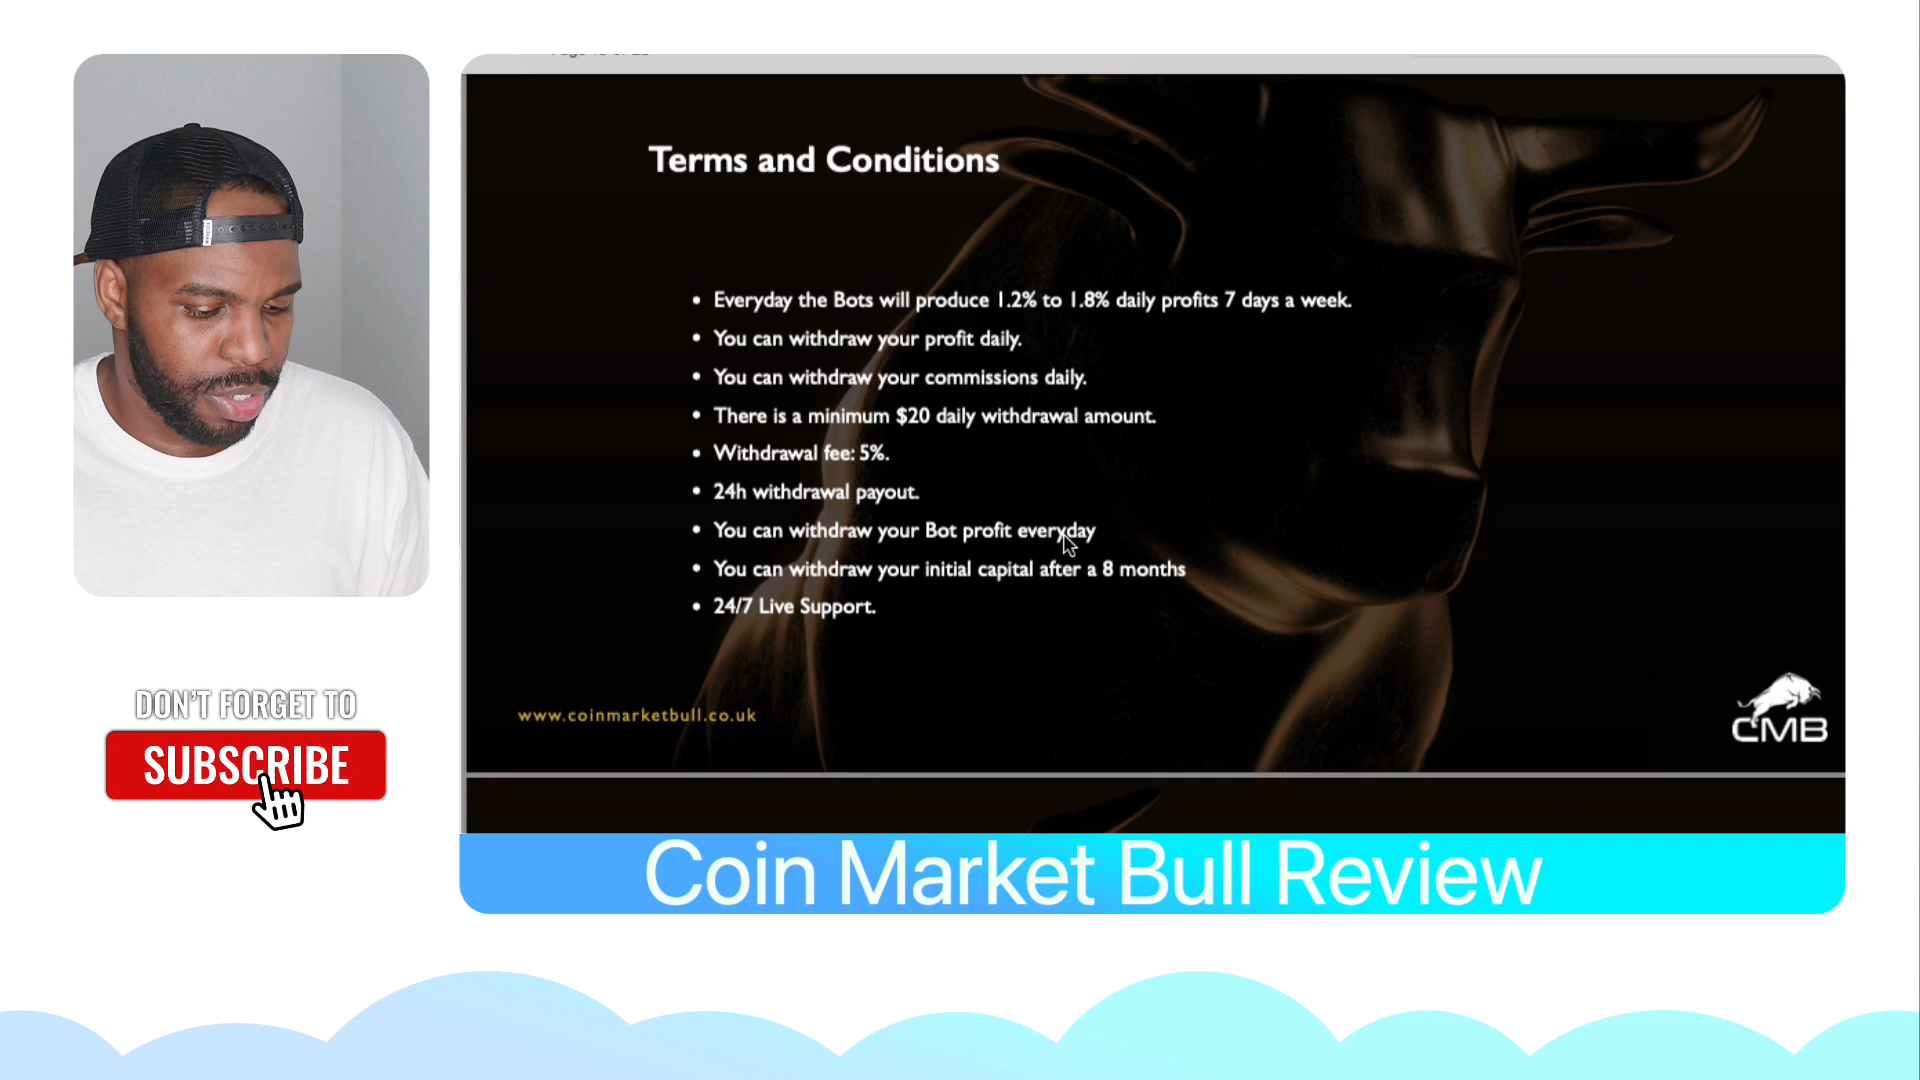 Terms and Conditions
• Everyday the Bots will produce 1.2% to 1.8% daily profits 7 days a week.
• You can withdraw your profit daily.
• You can withdraw your commissions daily.
• There is a minimum $20 daily withdrawal amount.
• Withdrawal fee: 5%.
• 24h withdrawal payout.
• You can withdraw your Bot profit everyday
• You can withdraw your initial capital after a 8 months
• 24/7 Live Support.
www.coinmarketbull.co.uk
CMB
DON'T FORGET TO
SUBSCRIBE
Coin Market Bull Review